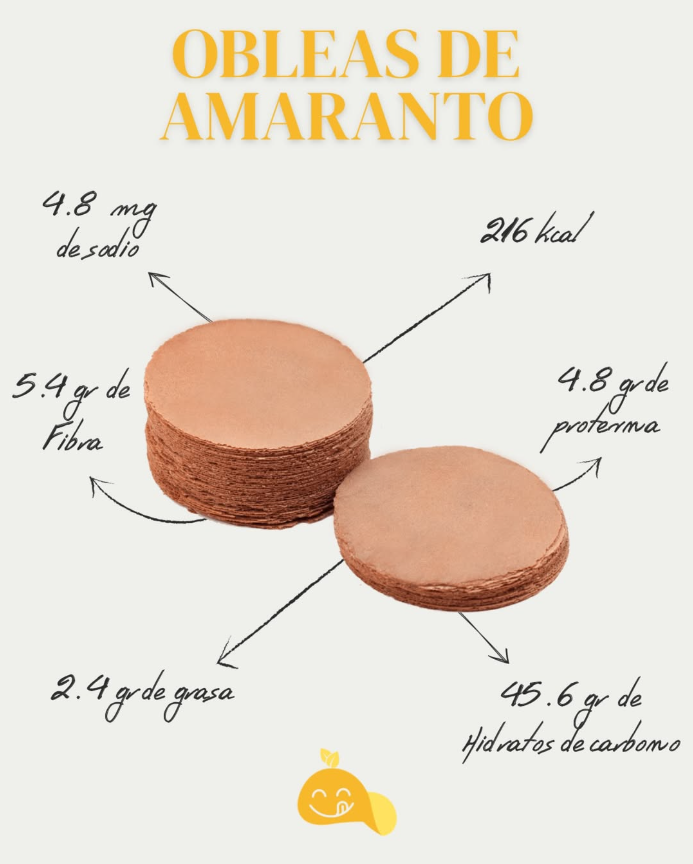 OBLEAS DE
AMARANTO
4.8 mg
de sodio
216 kcal
5.4 gr de
Fibra
4.8 gr de
proteína
2.4 gr de grasa
45.6 gr de
Hidratos de carbono